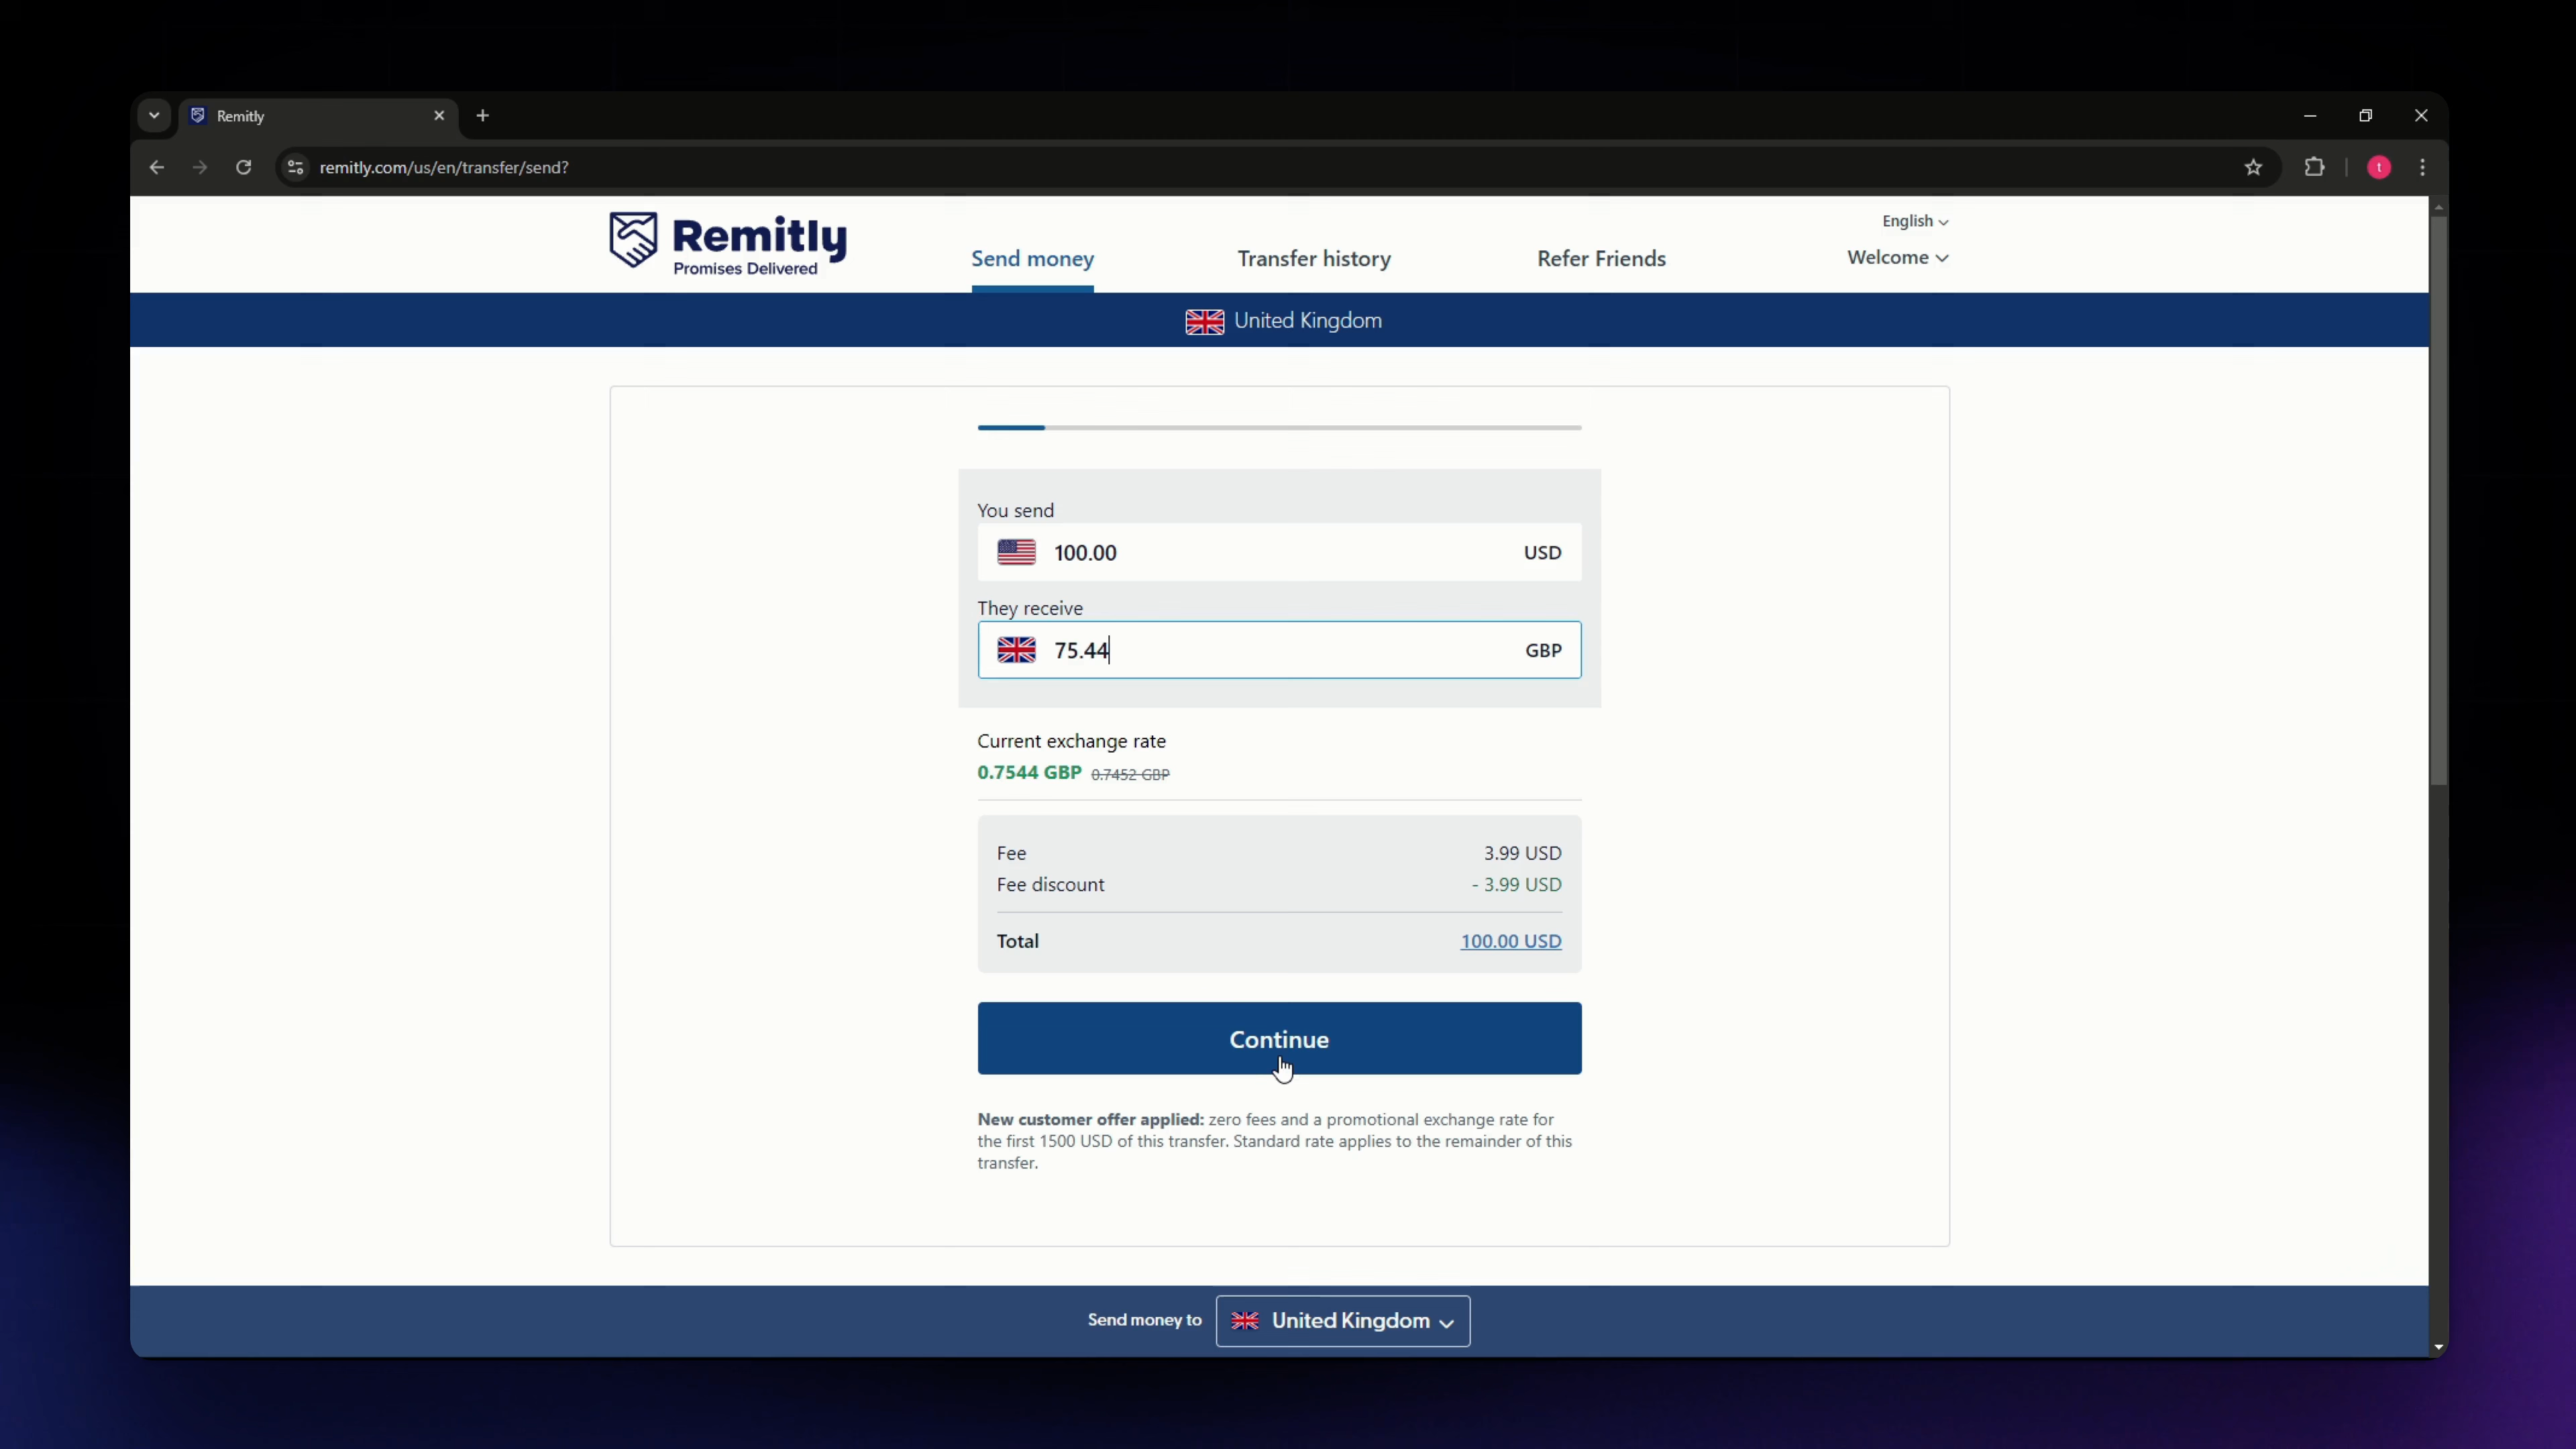 Remitly
remitly.com/us/en/transfer/send?
t
Remitly
Promises Delivered
Send money
Transfer history
Refer Friends
English
Welcome
United Kingdom
You send
100.00 USD
They receive
75.44 GBP
Current exchange rate
0.7544 GBP 0.7452 GBP
Fee 3.99 USD
Fee discount - 3.99 USD
Total 100.00 USD
Continue
New customer offer applied: zero fees and a promotional exchange rate for
the first 1500 USD of this transfer. Standard rate applies to the remainder of this
transfer.
Send money to United Kingdom